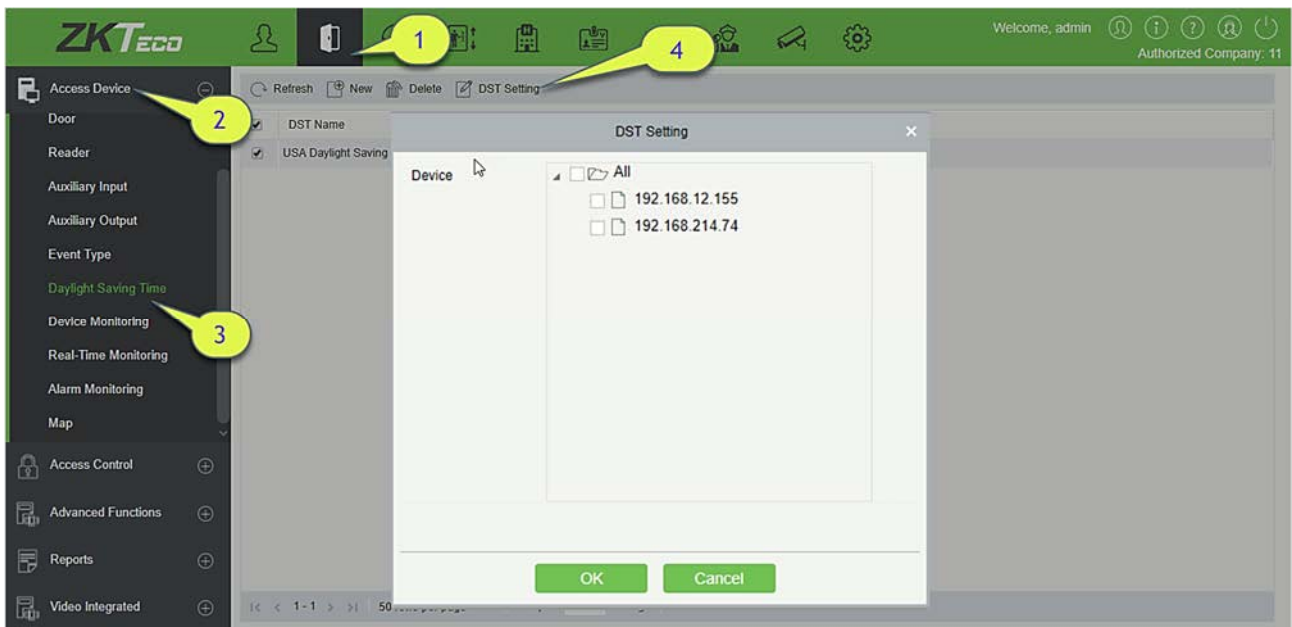 ZKTeco
1
4
Welcome, admin
Authorized Company: 11
Access Device
2
Door
Reader
Auxiliary Input
Auxiliary Output
Event Type
Daylight Saving Time
3
Device Monitoring
Real-Time Monitoring
Alarm Monitoring
Map
Access Control
Advanced Functions
Reports
Video Integrated
Refresh New Delete DST Setting
DST Name
USA Daylight Saving
DST Setting
Device
All
192.168.12.155
192.168.214.74
OK Cancel
1-1 50